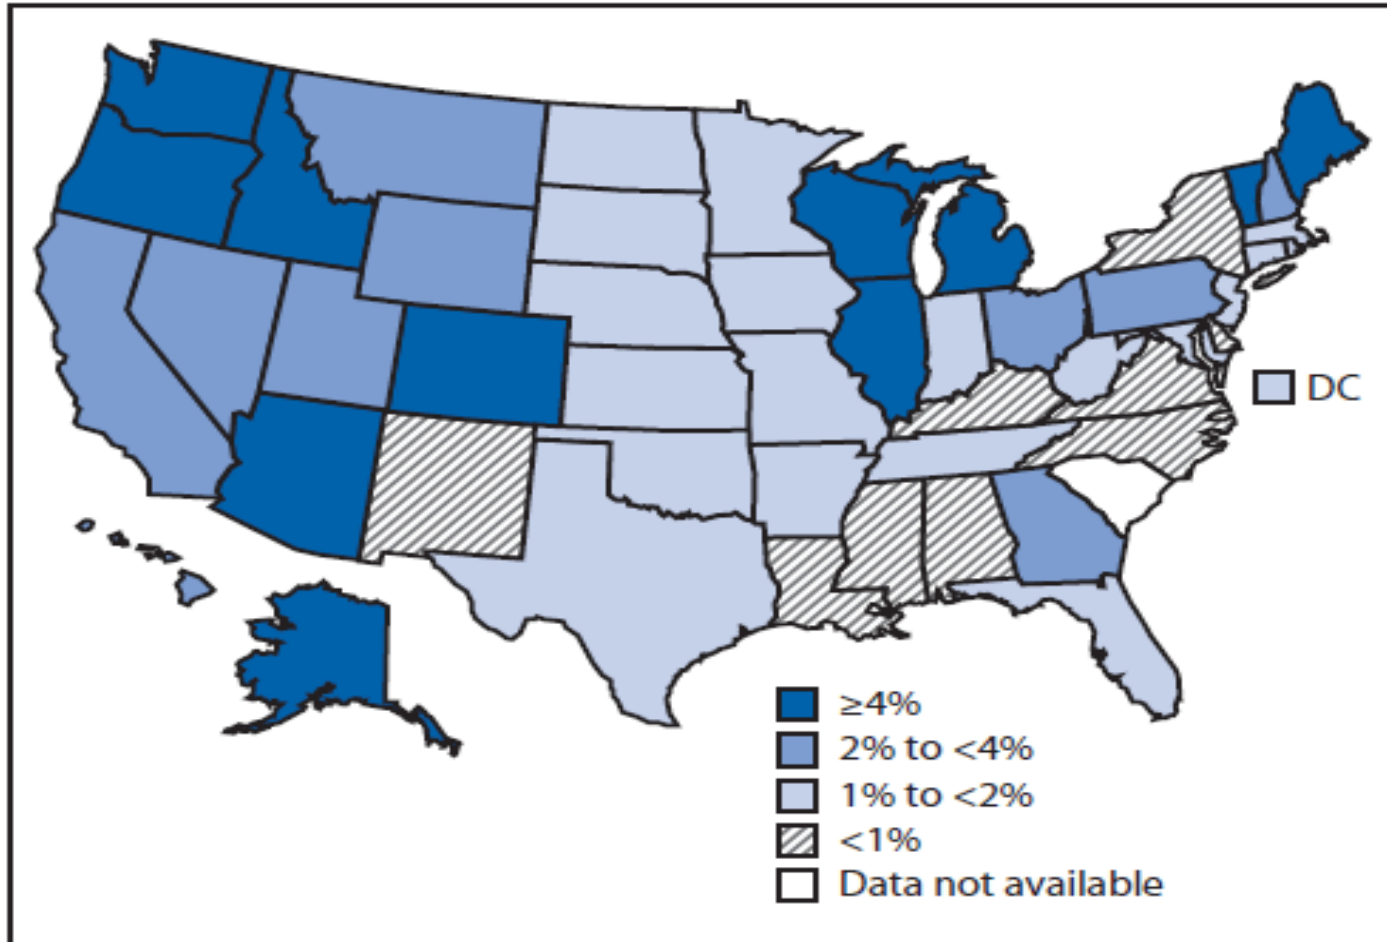 DC
≥4%
2% to <4%
1% to <2%
<1%
Data not available